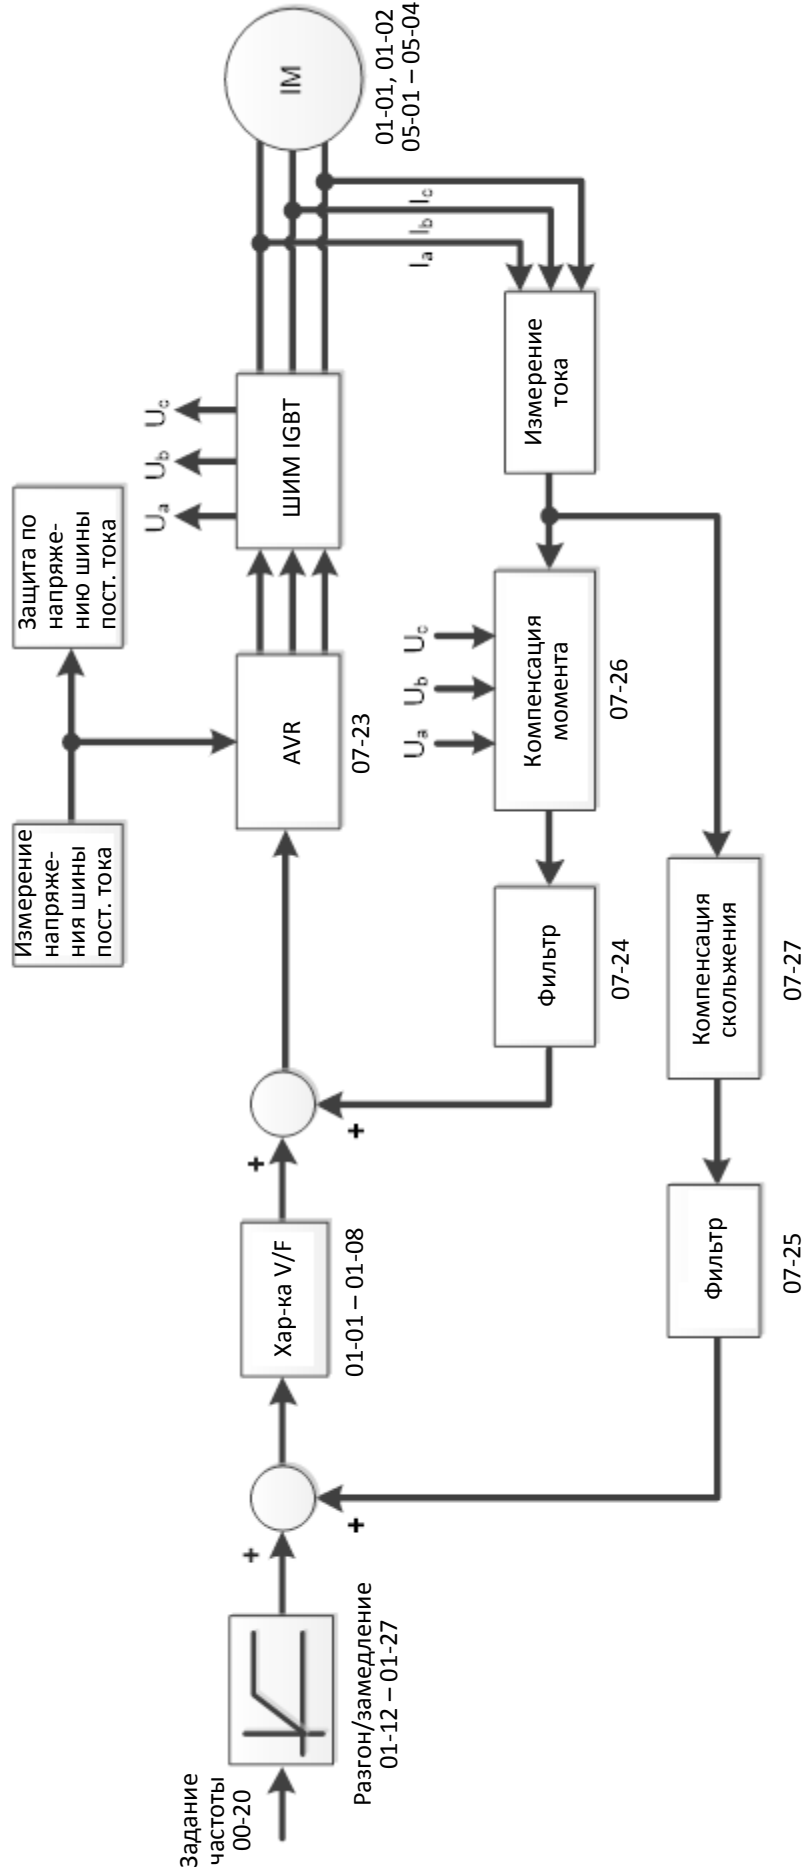 Измерение
напряже-
ния шины
пост. тока
Защита по
напряже-
нию шины
пост. тока
Задание
частоты
00-20
Разгон/замедление
01-12 – 01-27
+
+
Хар-ка V/F
01-01 – 01-08
+
+
AVR
07-23
Ua
Ub
Uc
ШИМ IGBT
IM
01-01, 01-02
05-01 – 05-04
Ia
Ib
Ic
Измерение
тока
Ua
Ub
Uc
Компенсация
момента
07-26
Фильтр
07-24
Компенсация
скольжения
07-27
Фильтр
07-25